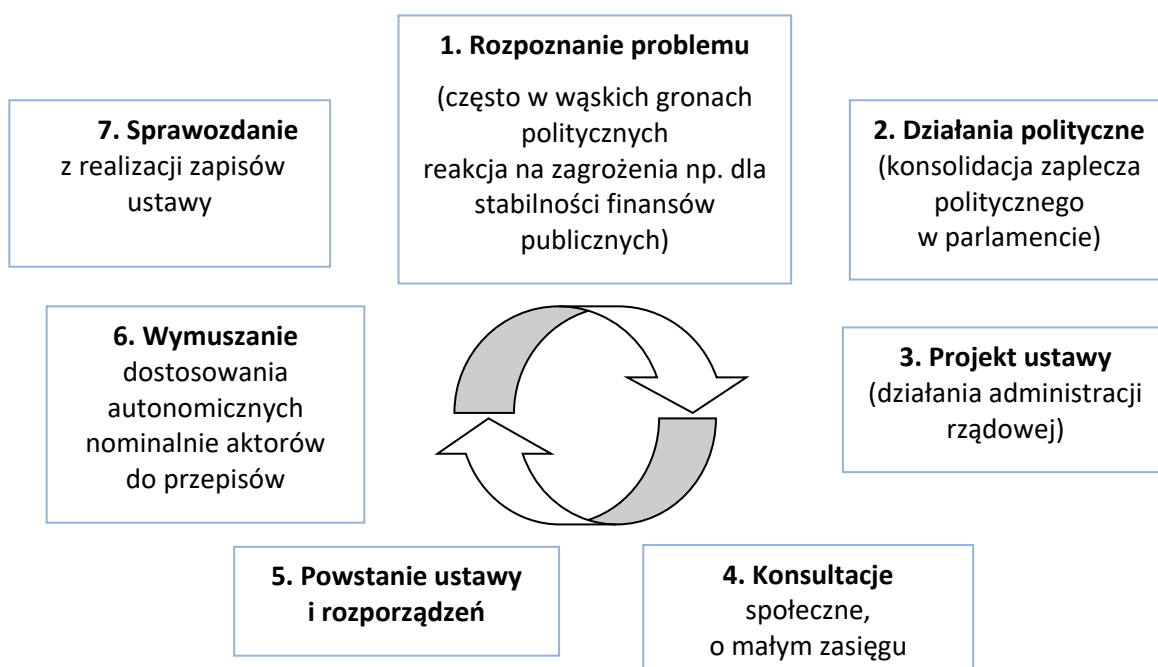 1. Rozpoznanie problemu
(często w wąskich gronach
politycznych
reakcja na zagrożenia np. dla
stabilności finansów
publicznych)
2. Działania polityczne
(konsolidacja zaplecza
politycznego
w parlamencie)
3. Projekt ustawy
(działania administracji
rządowej)
4. Konsultacje
społeczne,
o małym zasięgu
5. Powstanie ustawy
i rozporządzeń
6. Wymuszanie
dostosowania
autonomicznych
nominalnie aktorów
do przepisów
7. Sprawozdanie
z realizacji zapisów
ustawy